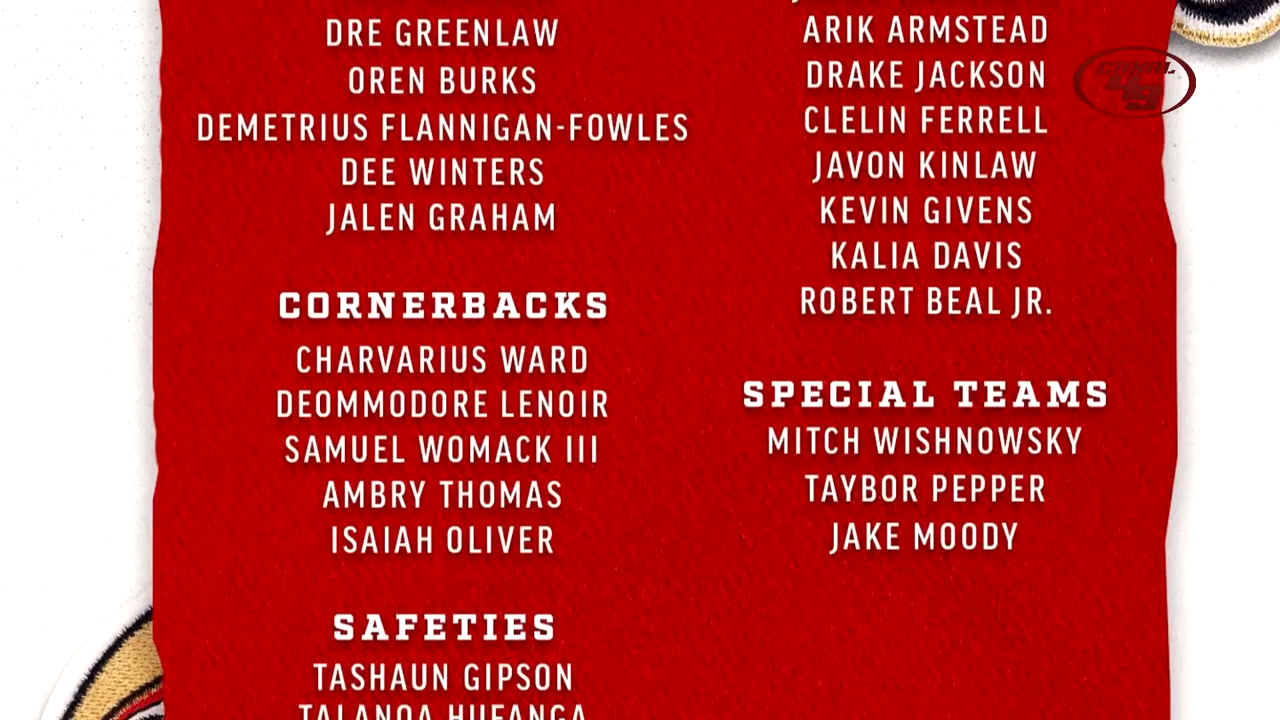 DRE GREENLAW
OREN BURKS
DEMETRIUS FLANNIGAN-FOWLES
DEE WINTERS
JALEN GRAHAM
CORNERBACKS
CHARVARIUS WARD
DEOMMODORE LENOIR
SAMUEL WOMACK III
AMBRY THOMAS
ISAIAH OLIVER
SAFETIES
TASHAUN GIPSON
TALANOA HUFANGA
ARIK ARMSTEAD
DRAKE JACKSON
CLELIN FERRELL
JAVON KINLAW
KEVIN GIVENS
KALIA DAVIS
ROBERT BEAL JR.
SPECIAL TEAMS
MITCH WISHNOWSKY
TAYBOR PEPPER
JAKE MOODY